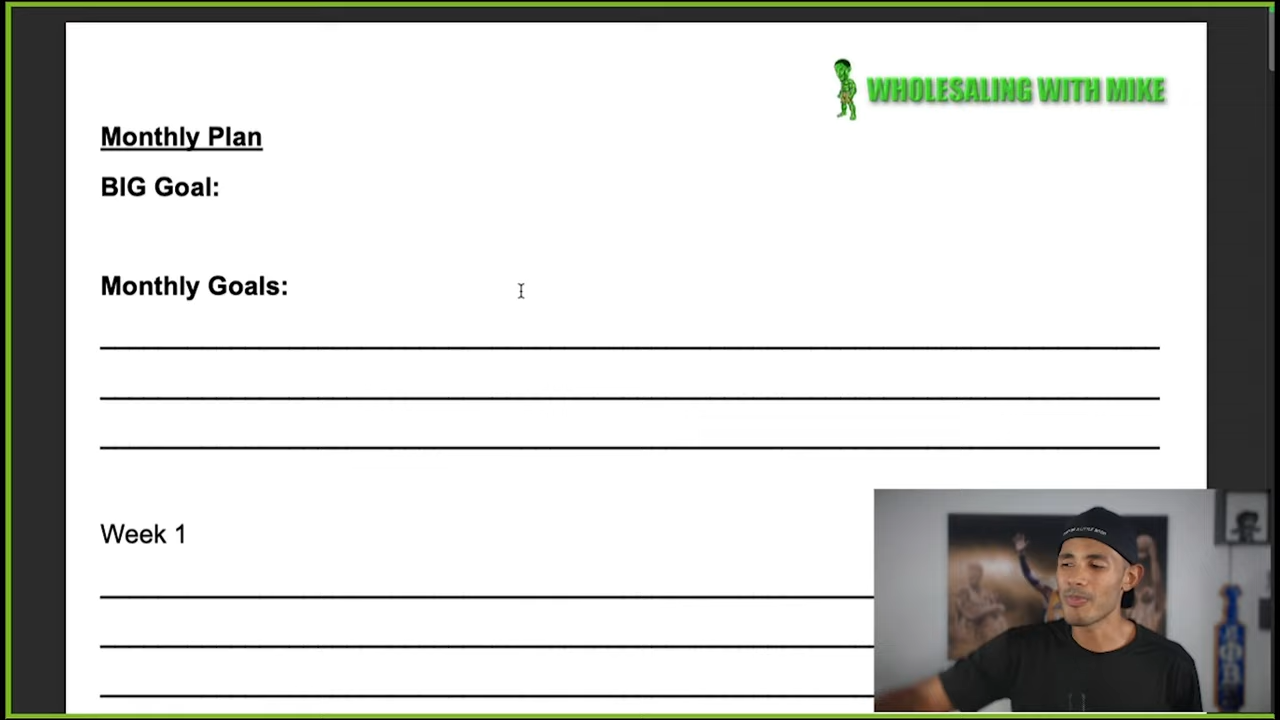 WHOLESALING WITH MIKE
Monthly Plan
BIG Goal:
Monthly Goals:
Week 1